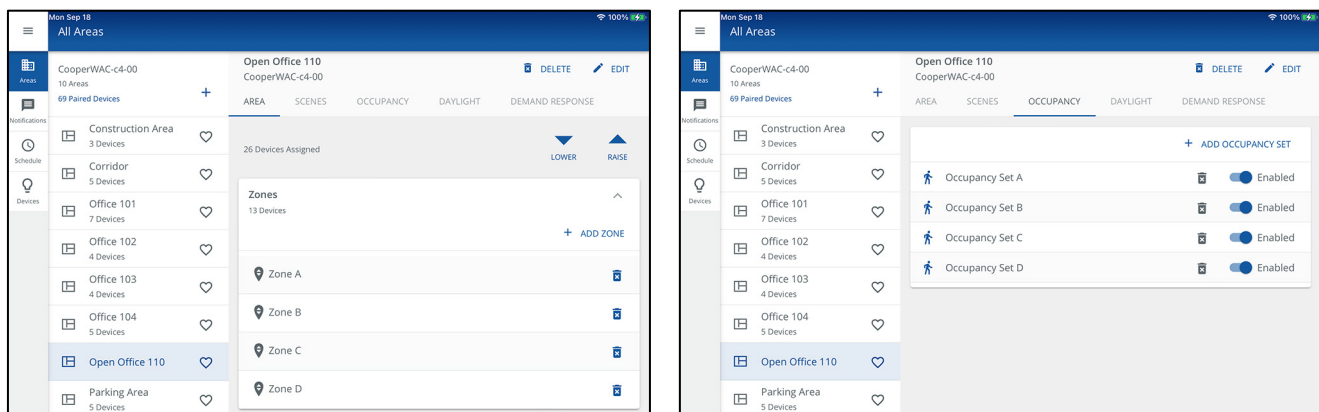 Mon Sep 18
100%
All Areas
Areas
Notifications
Schedule
Devices
CooperWAC-c4-00
10 Areas
69 Paired Devices
+
Construction Area
3 Devices
Corridor
5 Devices
Office 101
7 Devices
Office 102
4 Devices
Office 103
4 Devices
Office 104
5 Devices
Open Office 110
Parking Area
5 Devices
Open Office 110
CooperWAC-c4-00
DELETE EDIT
AREA SCENES OCCUPANCY DAYLIGHT DEMAND RESPONSE
26 Devices Assigned
LOWER RAISE
Zones
13 Devices
+ ADD ZONE
Zone A
Zone B
Zone C
Zone D
Mon Sep 18
100%
All Areas
Areas
Notifications
Schedule
Devices
CooperWAC-c4-00
10 Areas
69 Paired Devices
+
Construction Area
3 Devices
Corridor
5 Devices
Office 101
7 Devices
Office 102
4 Devices
Office 103
4 Devices
Office 104
5 Devices
Open Office 110
Parking Area
5 Devices
Open Office 110
CooperWAC-c4-00
DELETE EDIT
AREA SCENES OCCUPANCY DAYLIGHT DEMAND RESPONSE
+ ADD OCCUPANCY SET
Occupancy Set A Enabled
Occupancy Set B Enabled
Occupancy Set C Enabled
Occupancy Set D Enabled